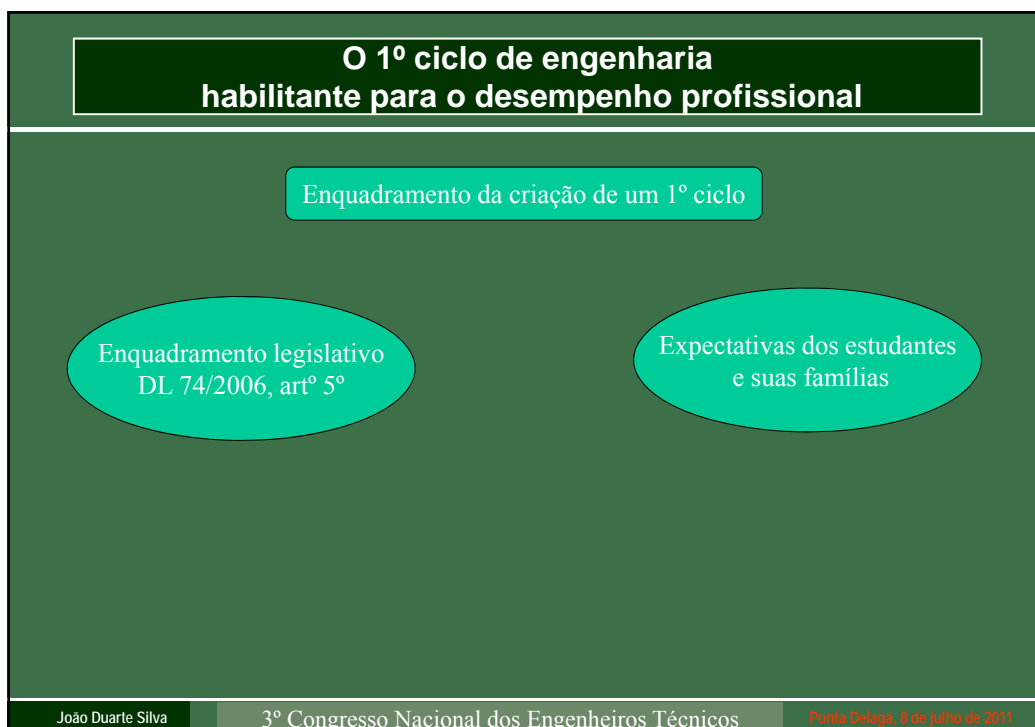 O 1º ciclo de engenharia
habilitante para o desempenho profissional
Enquadramento da criação de um 1º ciclo
Enquadramento legislativo
DL 74/2006, artº 5º
Expectativas dos estudantes
e suas famílias
João Duarte Silva
3º Congresso Nacional dos Engenheiros Técnicos
Ponta Delaga, 8 de julho de 2011